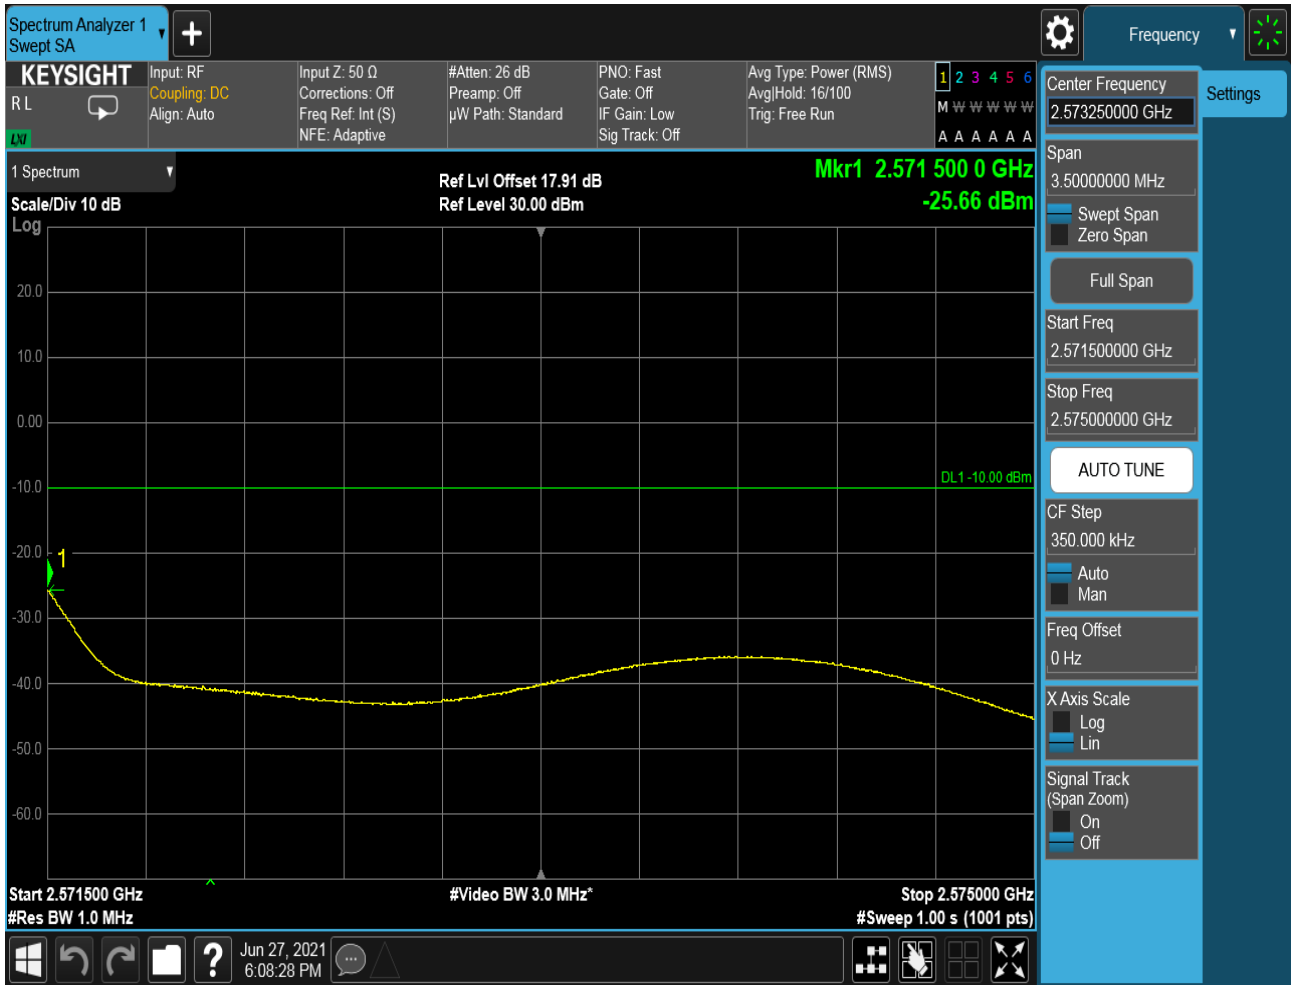 Spectrum Analyzer 1
Swept SA
Frequency
KEYSIGHT
R L
LXI
Input: RF
Coupling: DC
Align: Auto
Input Z: 50 Ω
Corrections: Off
Freq Ref: Int (S)
NFE: Adaptive
#Atten: 26 dB
Preamp: Off
µW Path: Standard
PNO: Fast
Gate: Off
IF Gain: Low
Sig Track: Off
Avg Type: Power (RMS)
Avg|Hold: 16/100
Trig: Free Run
1 2 3 4 5 6
M W W W W W
A A A A A A
1 Spectrum
Scale/Div 10 dB
Log
Ref Lvl Offset 17.91 dB
Ref Level 30.00 dBm
Mkr1 2.571 500 0 GHz
-25.66 dBm
20.0
10.0
0.00
-10.0
-20.0
-30.0
-40.0
-50.0
-60.0
DL1 -10.00 dBm
1
Start 2.571500 GHz
#Res BW 1.0 MHz
#Video BW 3.0 MHz*
Stop 2.575000 GHz
#Sweep 1.00 s (1001 pts)
Center Frequency
2.573250000 GHz
Settings
Span
3.50000000 MHz
Swept Span
Zero Span
Full Span
Start Freq
2.571500000 GHz
Stop Freq
2.575000000 GHz
AUTO TUNE
CF Step
350.000 kHz
Auto
Man
Freq Offset
0 Hz
X Axis Scale
Log
Lin
Signal Track
(Span Zoom)
On
Off
?
Jun 27, 2021
6:08:28 PM